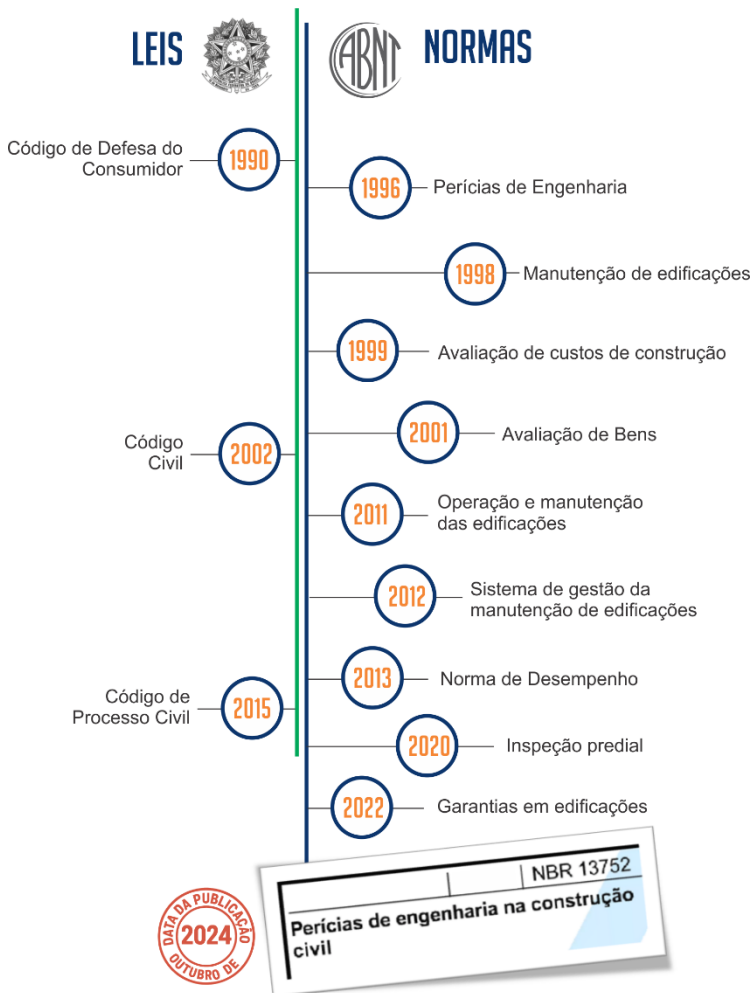 LEIS
ABNT
NORMAS
Código de Defesa do
Consumidor
1990
1996
Perícias de Engenharia
1998
Manutenção de edificações
1999
Avaliação de custos de construção
Código
Civil
2002
2001
Avaliação de Bens
2011
Operação e manutenção
das edificações
2012
Sistema de gestão da
manutenção de edificações
2013
Norma de Desempenho
Código de
Processo Civil
2015
2020
Inspeção predial
2022
Garantias em edificações
NBR 13752
Perícias de engenharia na construção
civil
DATA DA PUBLICAÇÃO
2024
OUTUBRO DE